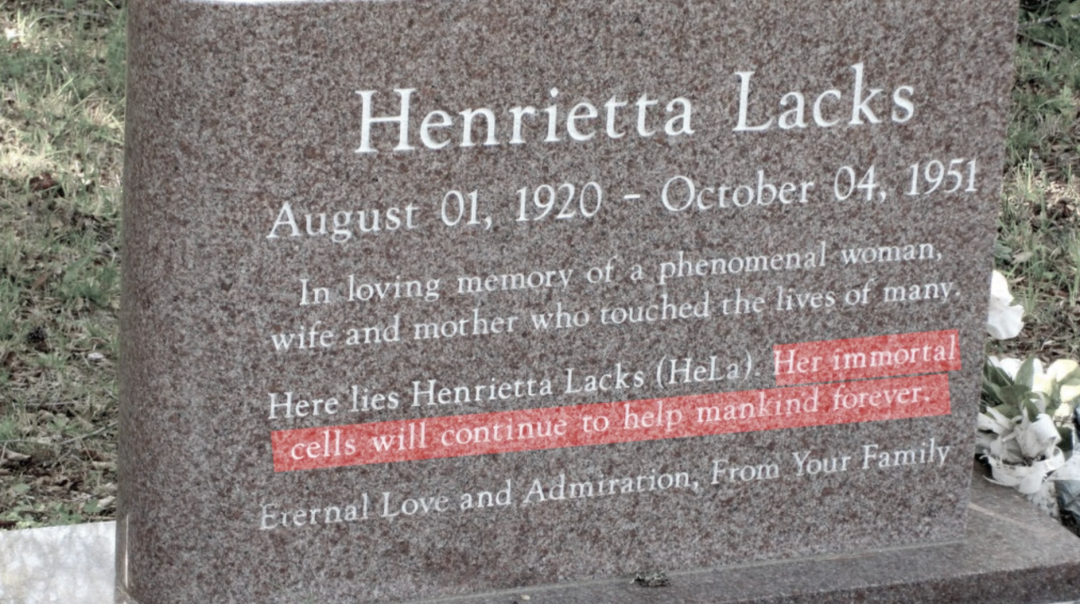 Henrietta Lacks
August 01, 1920 - October 04, 1951
In loving memory of a phenomenal woman,
wife and mother who touched the lives of many.
Here lies Henrietta Lacks (HeLa). Her immortal
cells will continue to help mankind forever.
Eternal Love and Admiration, From Your Family